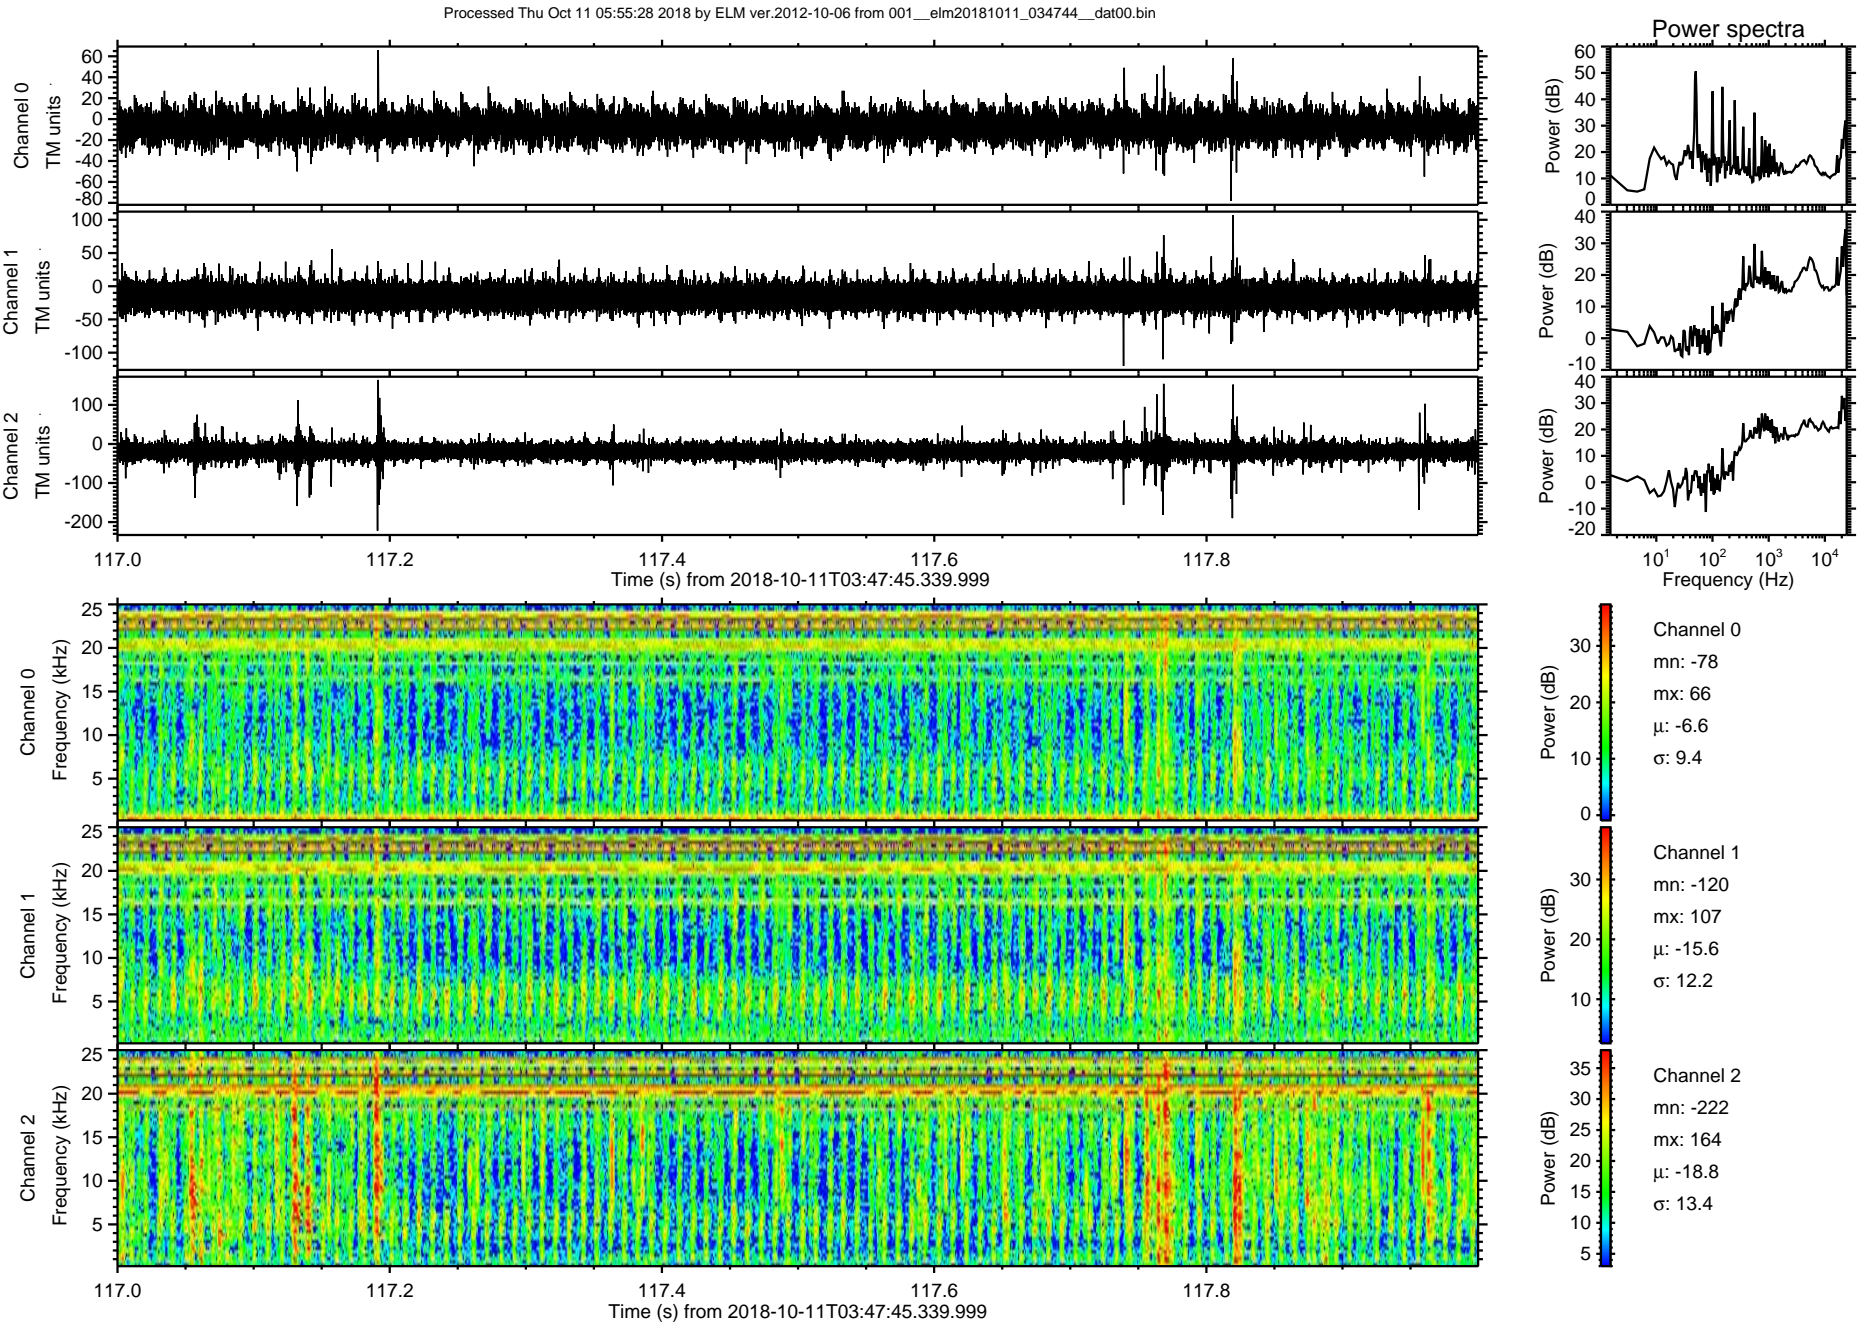 Processed Thu Oct 11 05:55:28 2018 by ELM ver.2012-10-06 from 001__elm20181011_034744__dat00.bin
Power spectra
Channel 0
TM units
60
40
20
0
-20
-40
-60
-80
Power (dB)
60
50
40
30
20
10
0
Channel 1
TM units
100
50
0
-50
-100
Power (dB)
40
30
20
10
0
-10
Channel 2
TM units
100
0
-100
-200
Power (dB)
40
30
20
10
0
-10
-20
117.0 117.2 117.4 117.6 117.8
Time (s) from 2018-10-11T03:47:45.339.999
10^1 10^2 10^3 10^4
Frequency (Hz)
Channel 0
Frequency (kHz)
25
20
15
10
5
Power (dB)
30
20
10
0
Channel 0
mn: -78
mx: 66
μ: -6.6
σ: 9.4
Channel 1
Frequency (kHz)
25
20
15
10
5
Power (dB)
30
20
10
Channel 1
mn: -120
mx: 107
μ: -15.6
σ: 12.2
Channel 2
Frequency (kHz)
25
20
15
10
5
Power (dB)
35
30
25
20
15
10
5
Channel 2
mn: -222
mx: 164
μ: -18.8
σ: 13.4
117.0 117.2 117.4 117.6 117.8
Time (s) from 2018-10-11T03:47:45.339.999